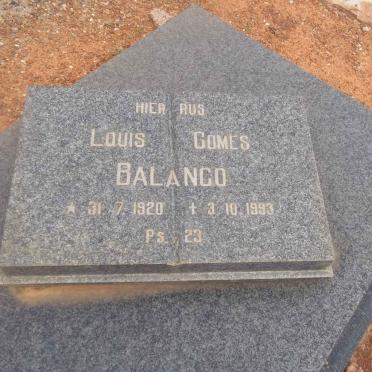 HIER RUS
LOUIS GOMES
BALANCO
* 31.7.1920 + 3.10.1993
Ps. 23